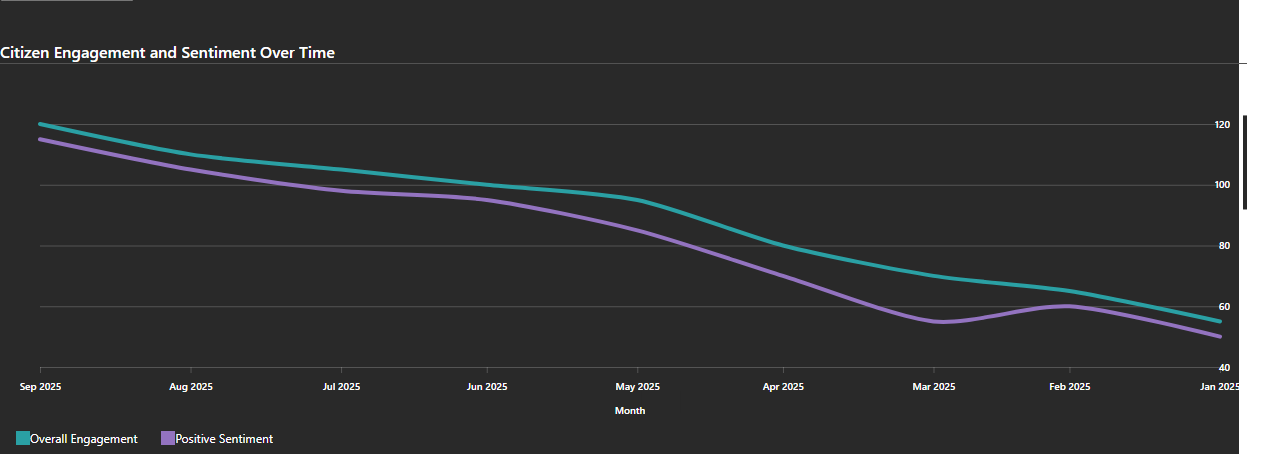 Citizen Engagement and Sentiment Over Time
120
100
80
60
40
Sep 2025 Aug 2025 Jul 2025 Jun 2025 May 2025 Apr 2025 Mar 2025 Feb 2025 Jan 2025
Month
Overall Engagement Positive Sentiment